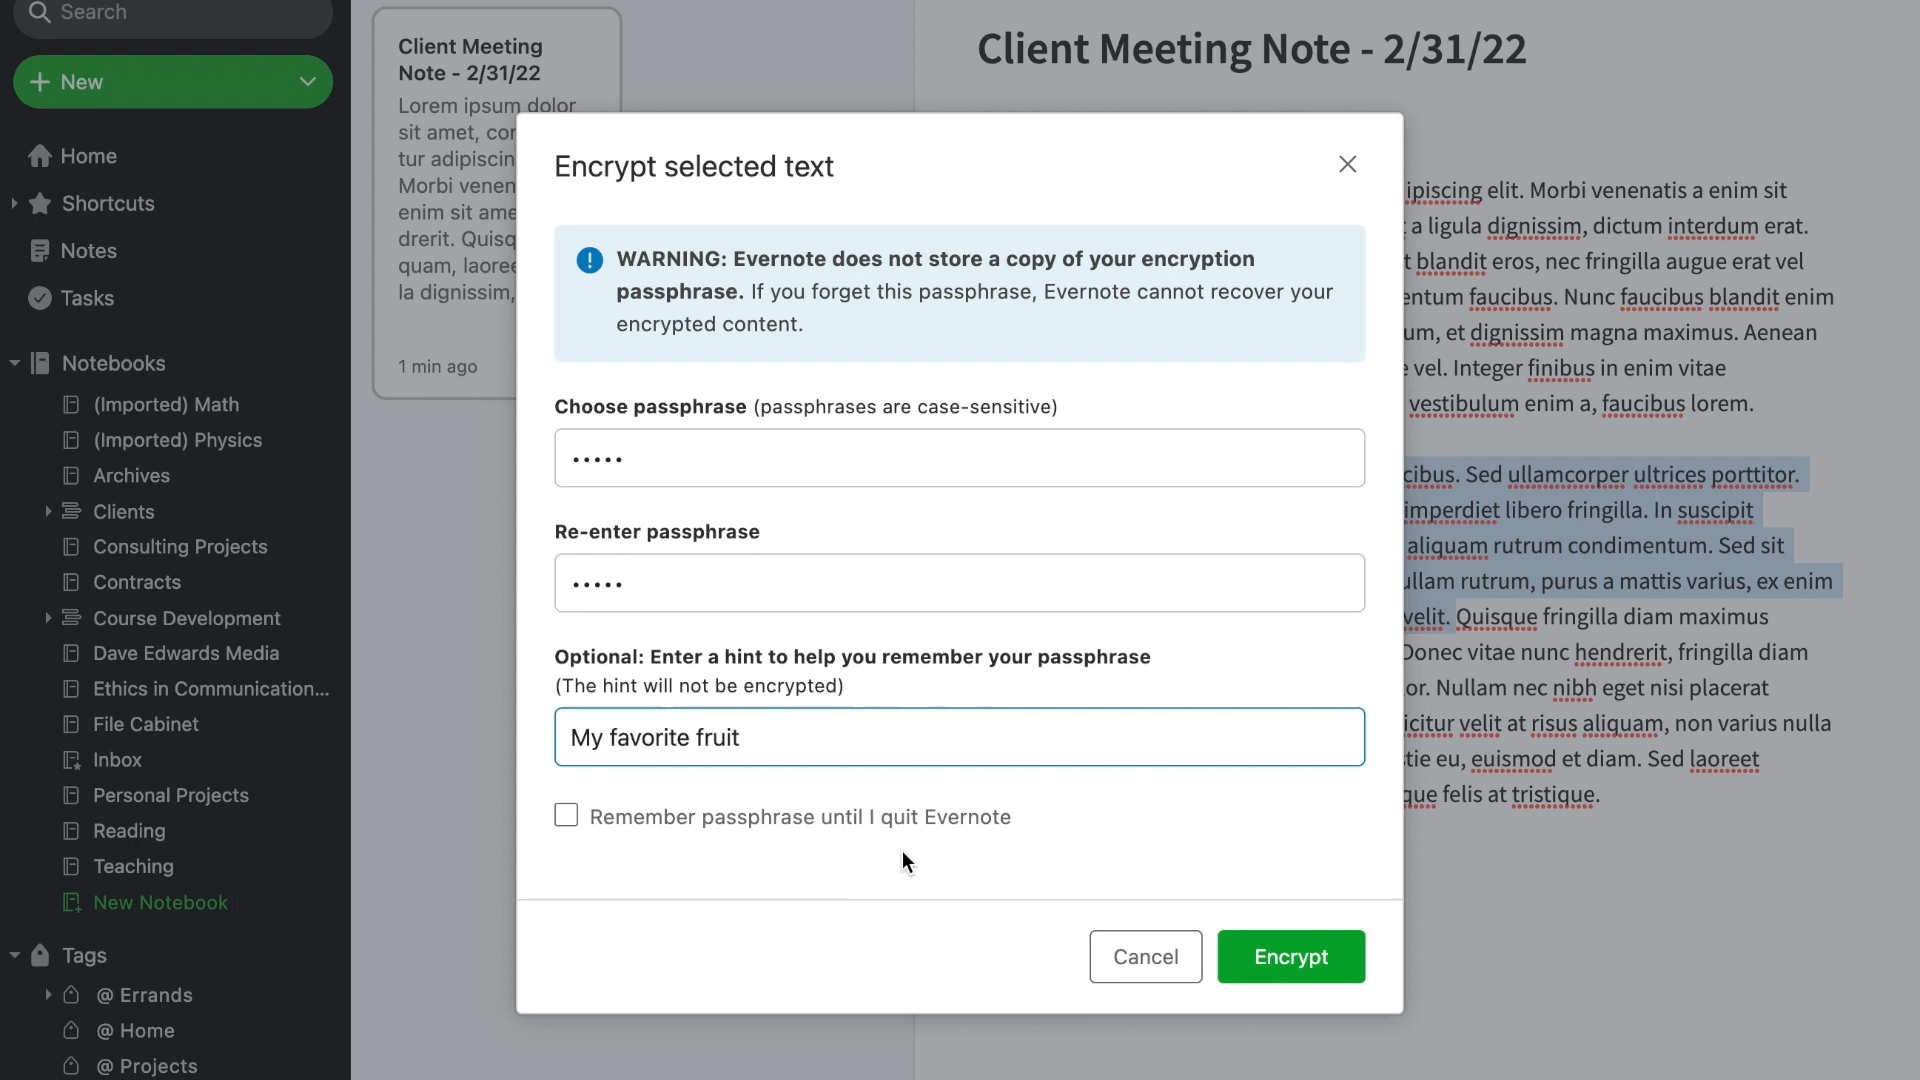 Search
New
Home
Shortcuts
Notes
Tasks
Notebooks
(Imported) Math
(Imported) Physics
Archives
Clients
Consulting Projects
Contracts
Course Development
Dave Edwards Media
Ethics in Communication...
File Cabinet
Inbox
Personal Projects
Reading
Teaching
New Notebook
Tags
@ Errands
@ Home
@ Projects
Client Meeting
Note - 2/31/22
Lorem ipsum dolor
sit amet, cor
tur adipiscin
Morbi venen
enim sit ame
drerit. Quisq
quam, laoree
la dignissim,
1 min ago
Encrypt selected text
WARNING: Evernote does not store a copy of your encryption
passphrase. If you forget this passphrase, Evernote cannot recover your
encrypted content.
Choose passphrase (passphrases are case-sensitive)
•••••
Re-enter passphrase
•••••
Optional: Enter a hint to help you remember your passphrase
(The hint will not be encrypted)
My favorite fruit
Remember passphrase until I quit Evernote
Cancel
Encrypt
Client Meeting Note - 2/31/22
ipiscing elit. Morbi venenatis a enim sit
a ligula dignissim, dictum interdum erat.
t blandit eros, nec fringilla augue erat vel
entum faucibus. Nunc faucibus blandit enim
um, et dignissim magna maximus. Aenean
e vel. Integer finibus in enim vitae
vestibulum enim a, faucibus lorem.
cibus. Sed ullamcorper ultrices porttitor.
imperdiet libero fringilla. In suscipit
aliquam rutrum condimentum. Sed sit
ullam rutrum, purus a mattis varius, ex enim
velit. Quisque fringilla diam maximus
Donec vitae nunc hendrerit, fringilla diam
or. Nullam nec nibh eget nisi placerat
icitur velit at risus aliquam, non varius nulla
tie eu, euismod et diam. Sed laoreet
que felis at tristique.